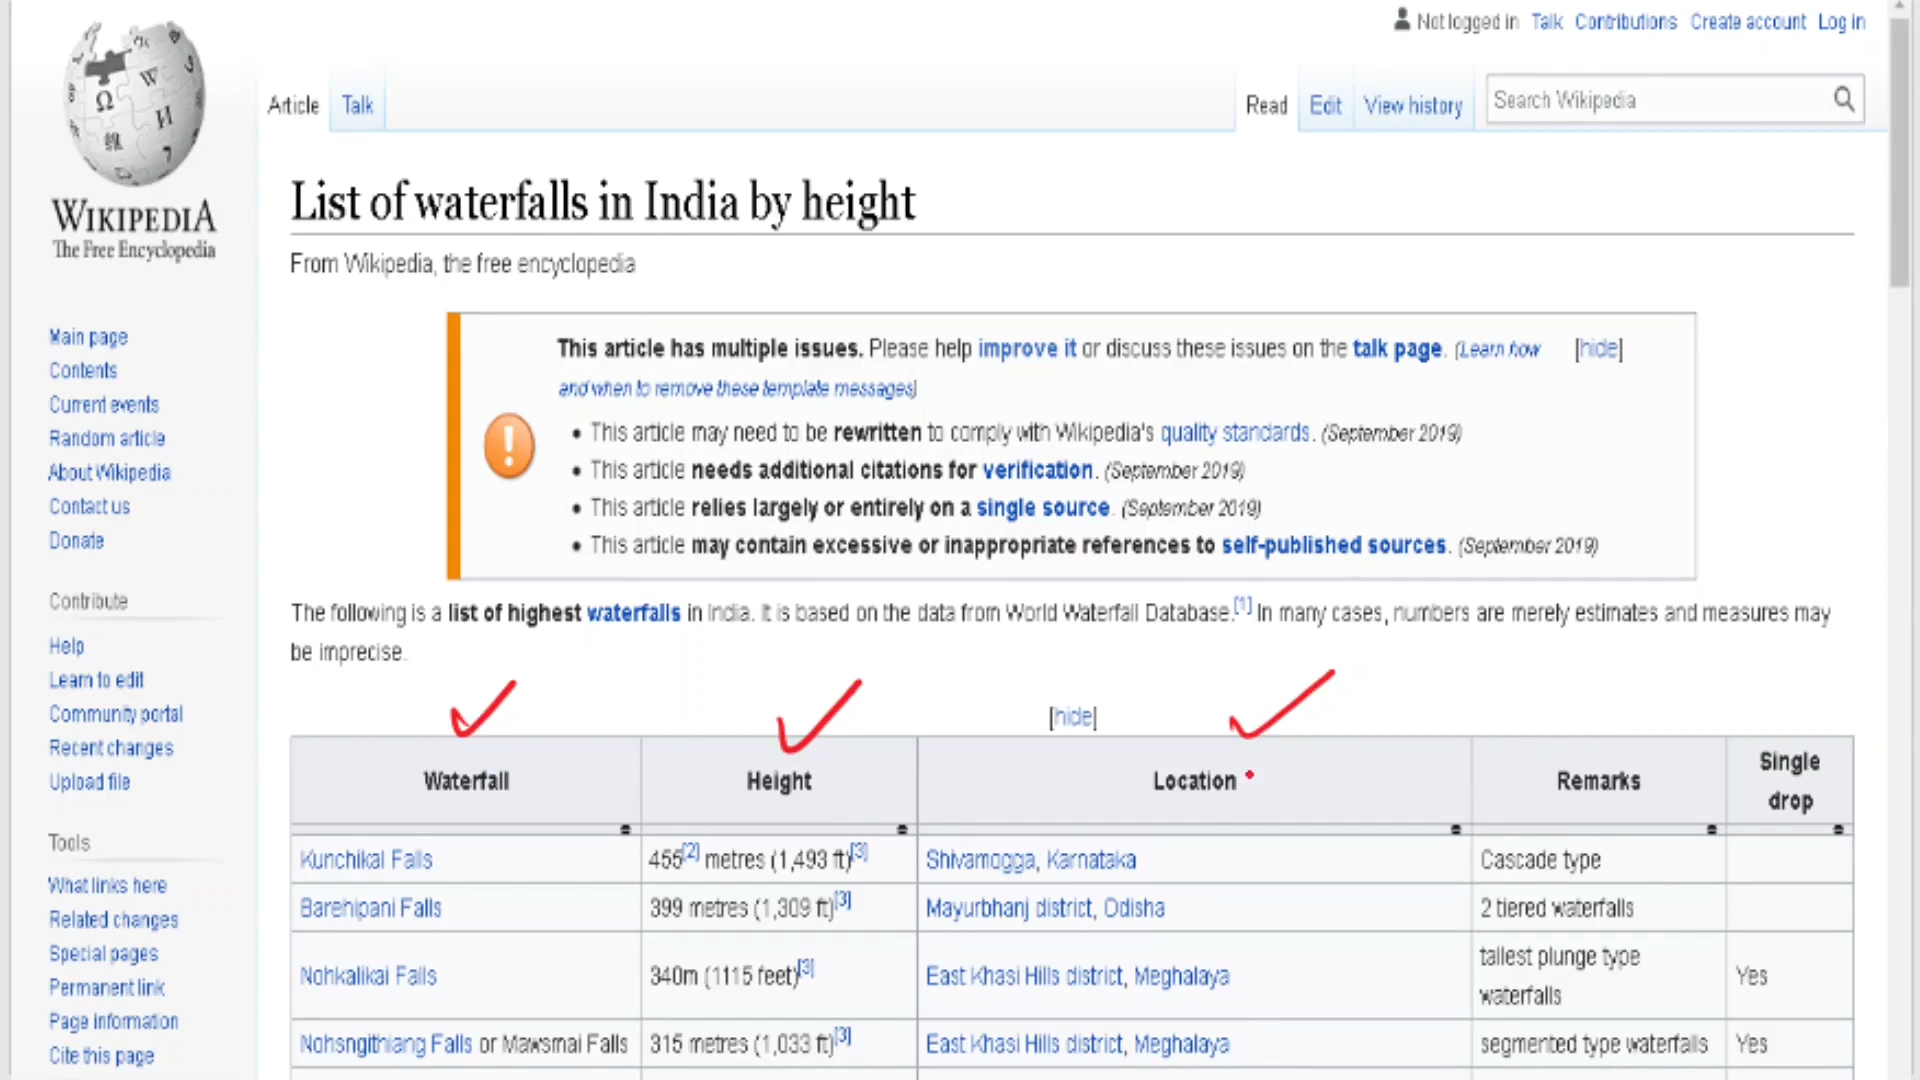 Not logged in Talk Contributions Create account Log in
Article Talk Read Edit View history Search Wikipedia
WIKIPEDIA
The Free Encyclopedia
List of waterfalls in India by height
From Wikipedia, the free encyclopedia
Main page
Contents
Current events
Random article
About Wikipedia
Contact us
Donate
Contribute
Help
Learn to edit
Community portal
Recent changes
Upload file
Tools
What links here
Related changes
Special pages
Permanent link
Page information
Cite this page
This article has multiple issues. Please help improve it or discuss these issues on the talk page. (Learn how [hide]
and when to remove these template messages)
• This article may need to be rewritten to comply with Wikipedia's quality standards. (September 2019)
• This article needs additional citations for verification. (September 2019)
• This article relies largely or entirely on a single source. (September 2019)
• This article may contain excessive or inappropriate references to self-published sources. (September 2019)
The following is a list of highest waterfalls in India. It is based on the data from World Waterfall Database.[1] In many cases, numbers are merely estimates and measures may
be imprecise.
[hide]
Waterfall Height Location Remarks Single
drop
Kunchikal Falls 455[2] metres (1,493 ft)[3] Shivamogga, Karnataka Cascade type
Barehipani Falls 399 metres (1,309 ft)[3] Mayurbhanj district, Odisha 2 tiered waterfalls
Nohkalikai Falls 340m (1115 feet)[3] East Khasi Hills district, Meghalaya tallest plunge type
waterfalls Yes
Nohsngithiang Falls or Mawsmai Falls 315 metres (1,033 ft)[3] East Khasi Hills district, Meghalaya segmented type waterfalls Yes